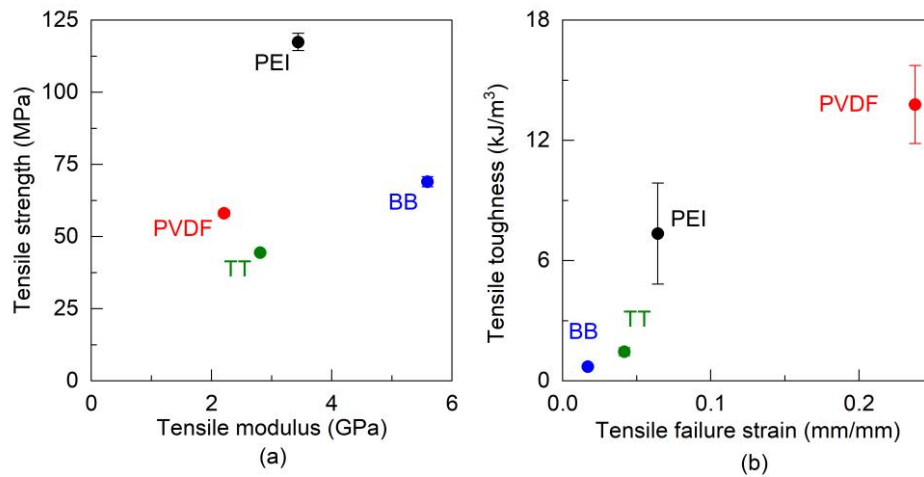 125
100
75
50
25
0
Tensile strength (MPa)
PEI
BB
PVDF
TT
0 2 4 6
Tensile modulus (GPa)
(a)
18
12
6
0
Tensile toughness (kJ/m³)
PVDF
PEI
BB
TT
0.0 0.1 0.2
Tensile failure strain (mm/mm)
(b)